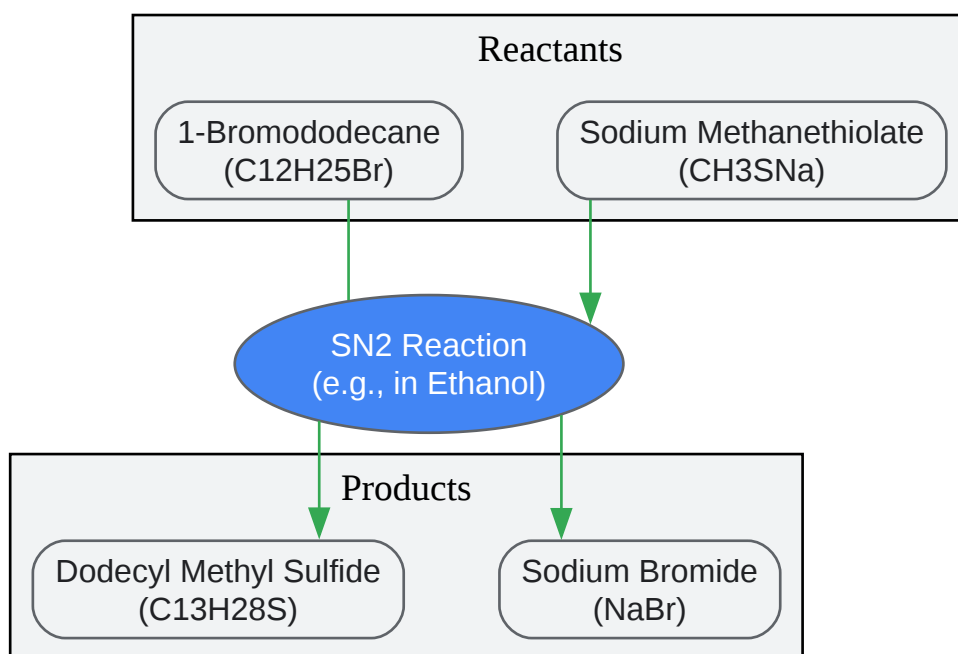 Reactants
1-Bromododecane
(C12H25Br)
Sodium Methanethiolate
(CH3SNa)
SN2 Reaction
(e.g., in Ethanol)
Products
Dodecyl Methyl Sulfide
(C13H28S)
Sodium Bromide
(NaBr)